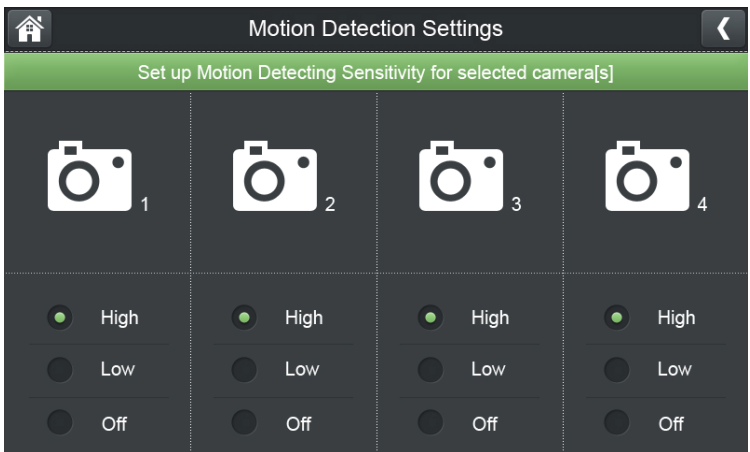 Motion Detection Settings
Set up Motion Detecting Sensitivity for selected camera[s]
1 2 3 4
High High High High
Low Low Low Low
Off Off Off Off